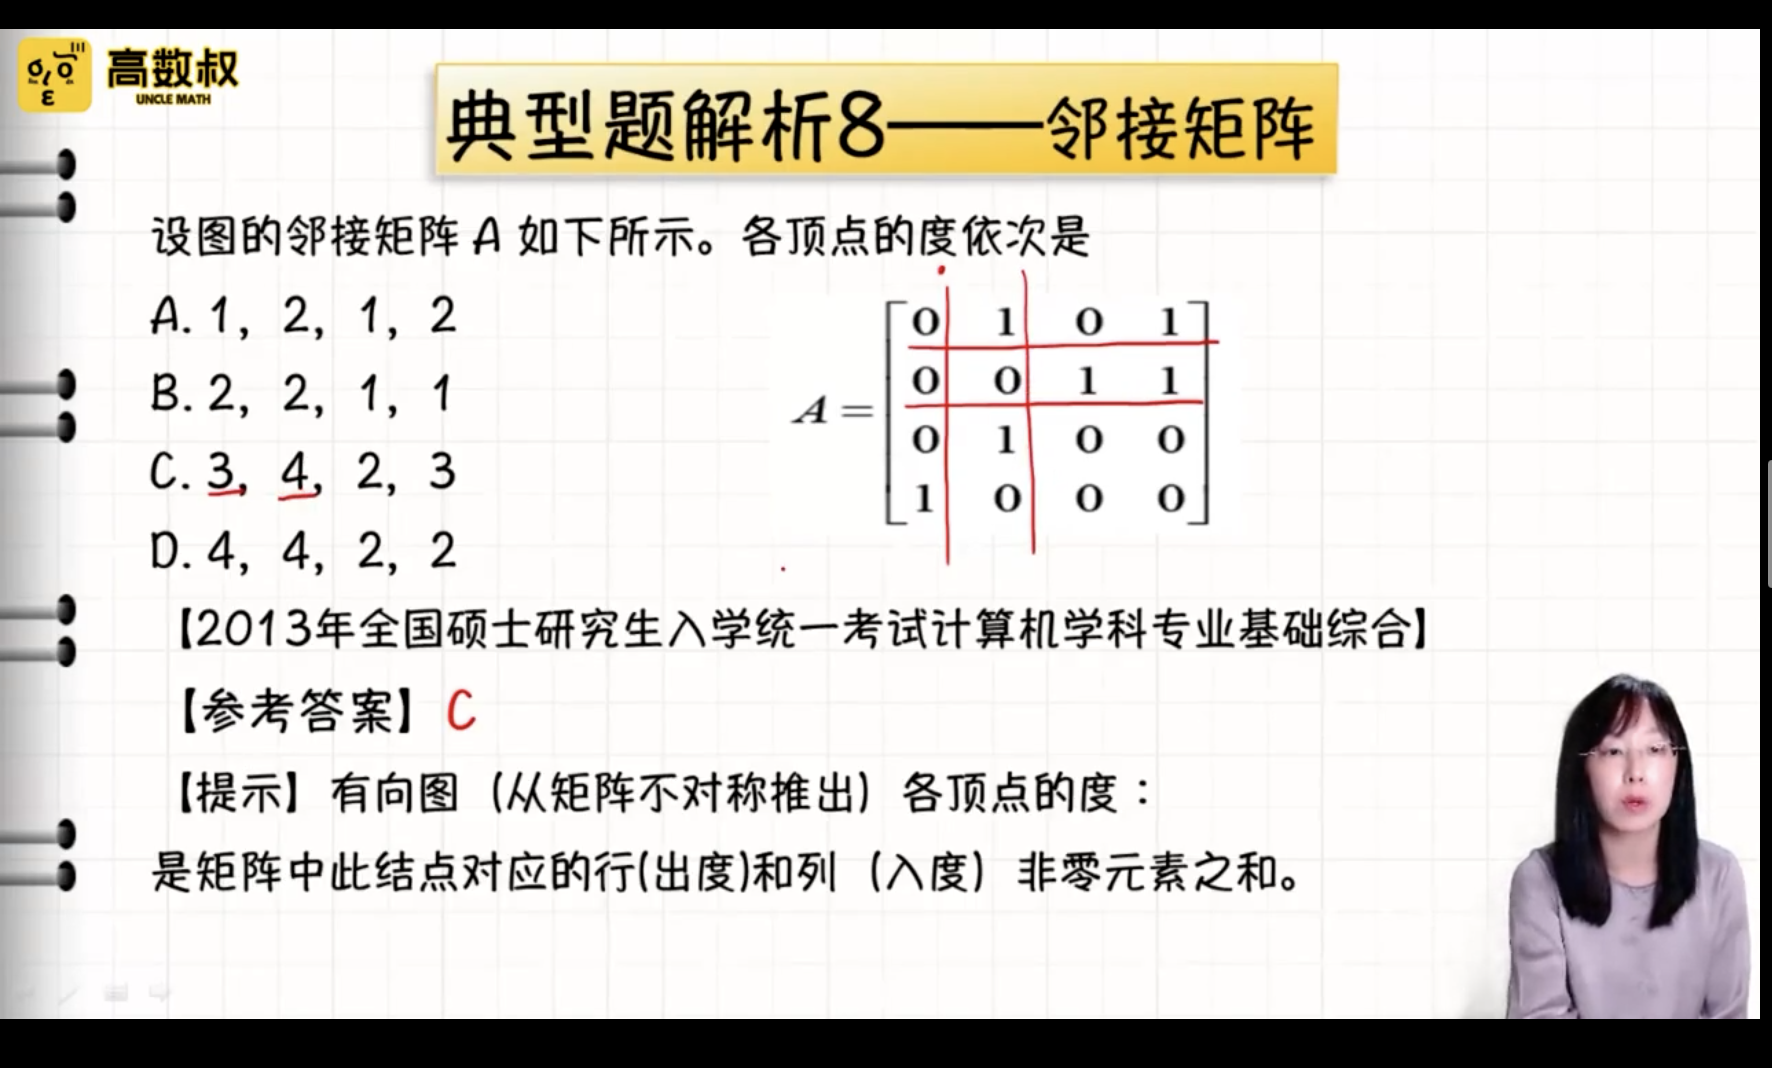 高数叔
UNCLE MATH
典型题解析8——邻接矩阵
设图的邻接矩阵 A 如下所示。各顶点的度依次是
A. 1, 2, 1, 2
B. 2, 2, 1, 1
C. 3, 4, 2, 3
D. 4, 4, 2, 2
A =
0 1 0 1
0 0 1 1
0 1 0 0
1 0 0 0
【2013年全国硕士研究生入学统一考试计算机学科专业基础综合】
【参考答案】 C
【提示】有向图（从矩阵不对称推出）各顶点的度：
是矩阵中此结点对应的行(出度)和列（入度）非零元素之和。